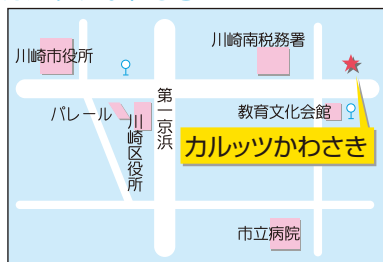 川崎市役所
川崎南税務署
パレール
川崎区役所
第一京浜
教育文化会館
カルッツかわさき
市立病院